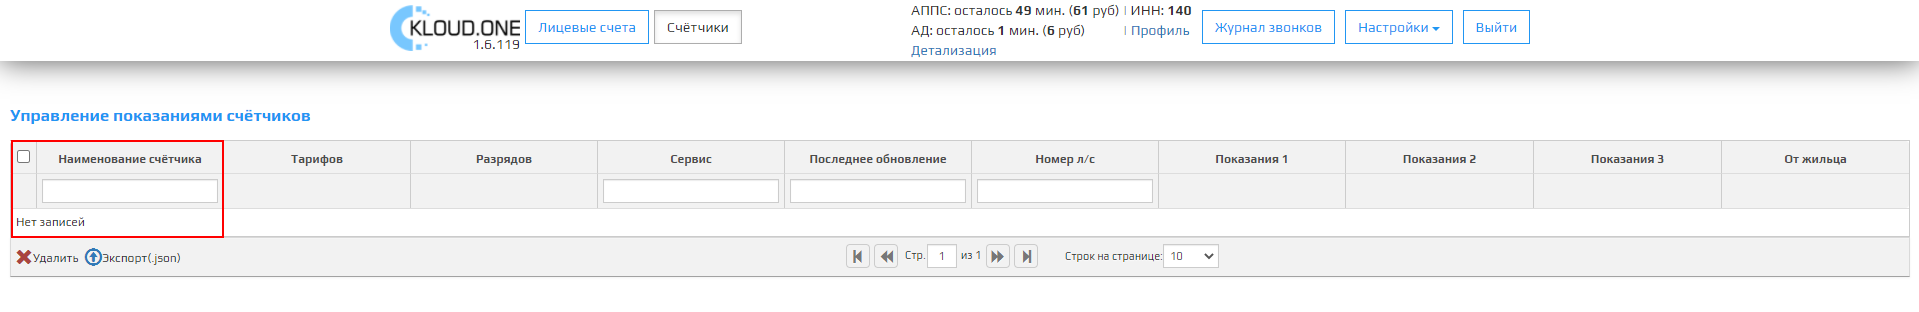 KLOUD.ONE
1.6.119
Лицевые счета
Счётчики
АППС: осталось 49 мин. (61 руб) | ИНН: 140
АД: осталось 1 мин. (6 руб) | Профиль
Детализация
Журнал звонков
Настройки
Выйти
Управление показаниями счётчиков
Наименование счётчика Тарифов Разрядов Сервис Последнее обновление Номер л/с Показания 1 Показания 2 Показания 3 От жильца
Нет записей
Удалить Экспорт(.json) Стр. 1 из 1 Строк на странице: 10